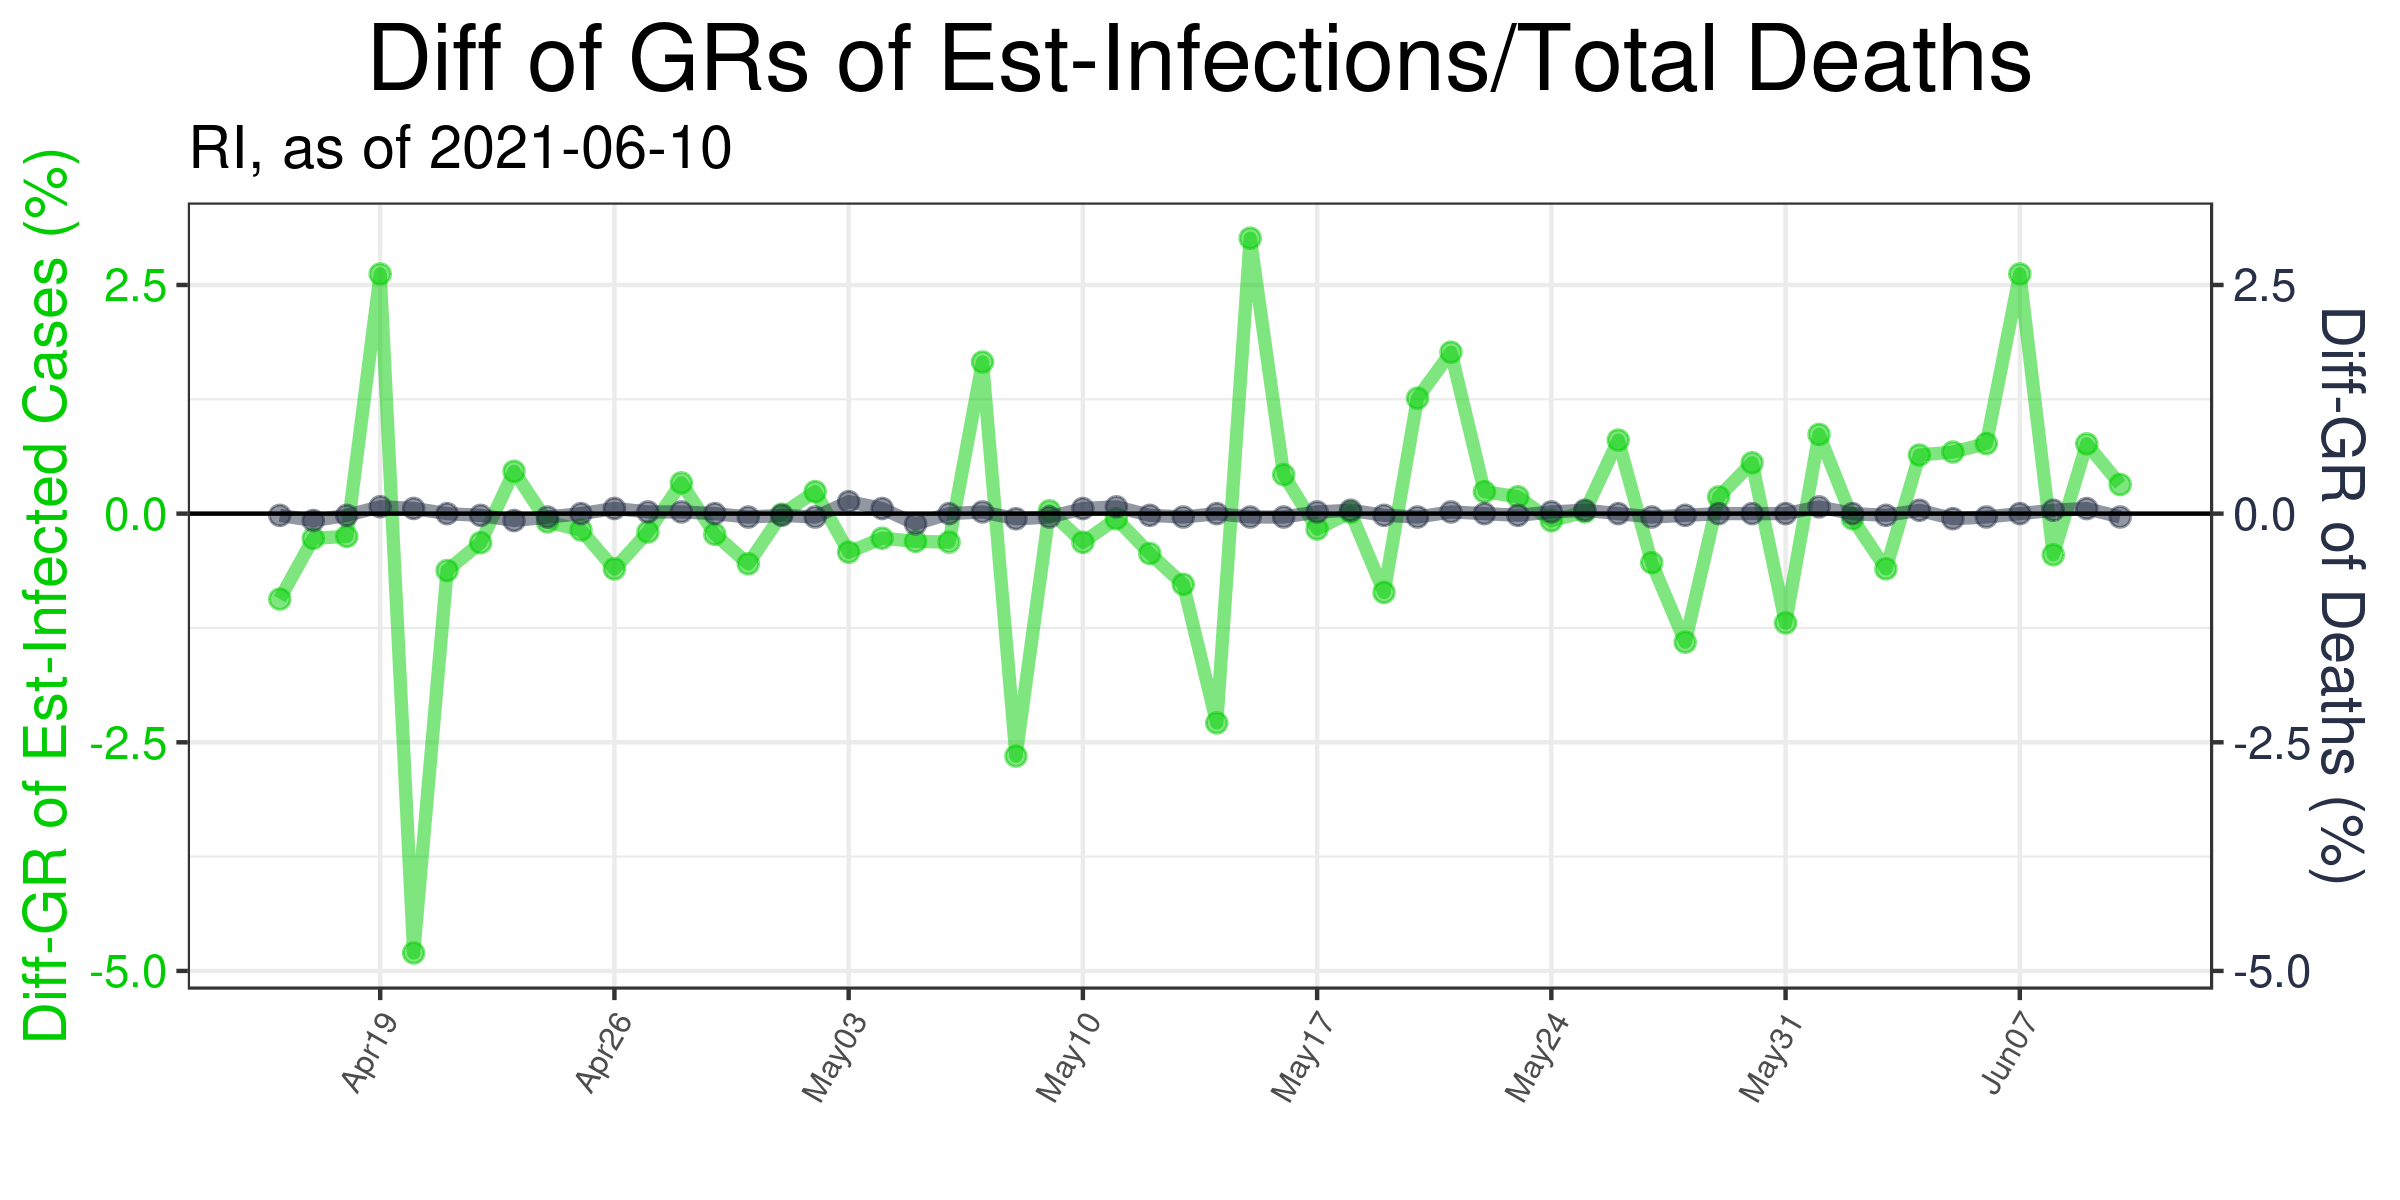 Diff of GRs of Est-Infections/Total Deaths
RI, as of 2021-06-10
Diff-GR of Est-Infected Cases (%)
2.5
0.0
-2.5
-5.0
2.5
0.0
-2.5
-5.0
Diff-GR of Deaths (%)
Apr19
Apr26
May03
May10
May17
May24
May31
Jun07